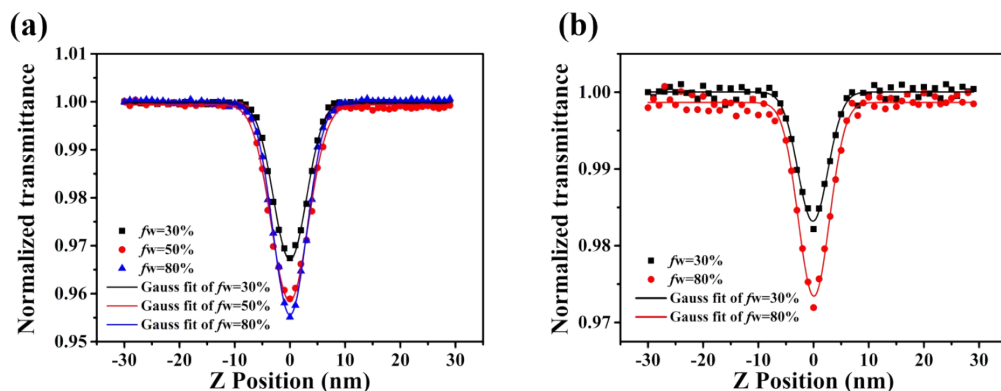 (a)
1.01
1.00
0.99
0.98
0.97
0.96
0.95
Normalized transmittance
fw=30%
fw=50%
fw=80%
Gauss fit of fw=30%
Gauss fit of fw=50%
Gauss fit of fw=80%
-30 -20 -10 0 10 20 30
Z Position (nm)
(b)
1.00
0.99
0.98
0.97
Normalized transmittance
fw=30%
fw=80%
Gauss fit of fw=30%
Gauss fit of fw=80%
-30 -20 -10 0 10 20 30
Z Position (nm)